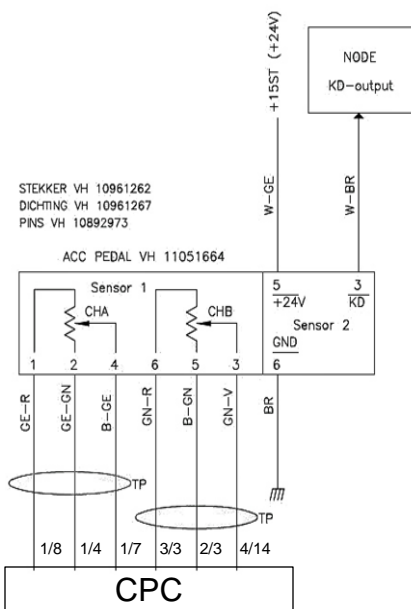 +15ST (+24V)
NODE
KD-output
W-GE
W-BR
STEKKER VH 10961262
DICHTING VH 10961267
PINS VH 10892973
ACC PEDAL VH 11051664
Sensor 1
CHA
CHB
5
+24V
3
KD
Sensor 2
GND
1
2
4
6
5
3
6
GE-R
GE-GN
B-GE
GN-R
B-GN
GN-V
BR
TP
TP
1/8
1/4
1/7
3/3
2/3
4/14
CPC